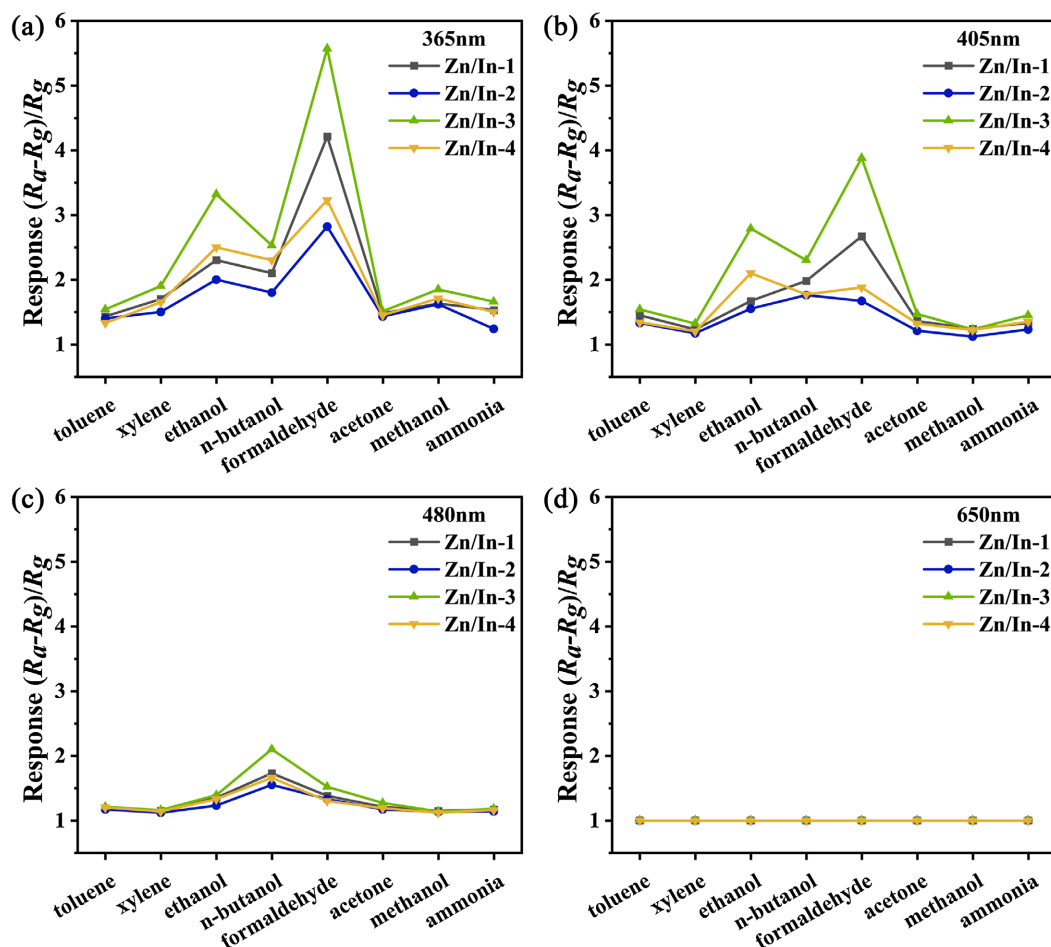 (a)
365nm
Zn/In-1
Zn/In-2
Zn/In-3
Zn/In-4
Response (Ra-Rg)/Rg
6
5
4
3
2
1
toluene
xylene
ethanol
n-butanol
formaldehyde
acetone
methanol
ammonia
(b)
405nm
Zn/In-1
Zn/In-2
Zn/In-3
Zn/In-4
Response (Ra-Rg)/Rg
6
5
4
3
2
1
toluene
xylene
ethanol
n-butanol
formaldehyde
acetone
methanol
ammonia
(c)
480nm
Zn/In-1
Zn/In-2
Zn/In-3
Zn/In-4
Response (Ra-Rg)/Rg
6
5
4
3
2
1
toluene
xylene
ethanol
n-butanol
formaldehyde
acetone
methanol
ammonia
(d)
650nm
Zn/In-1
Zn/In-2
Zn/In-3
Zn/In-4
Response (Ra-Rg)/Rg
6
5
4
3
2
1
toluene
xylene
ethanol
n-butanol
formaldehyde
acetone
methanol
ammonia